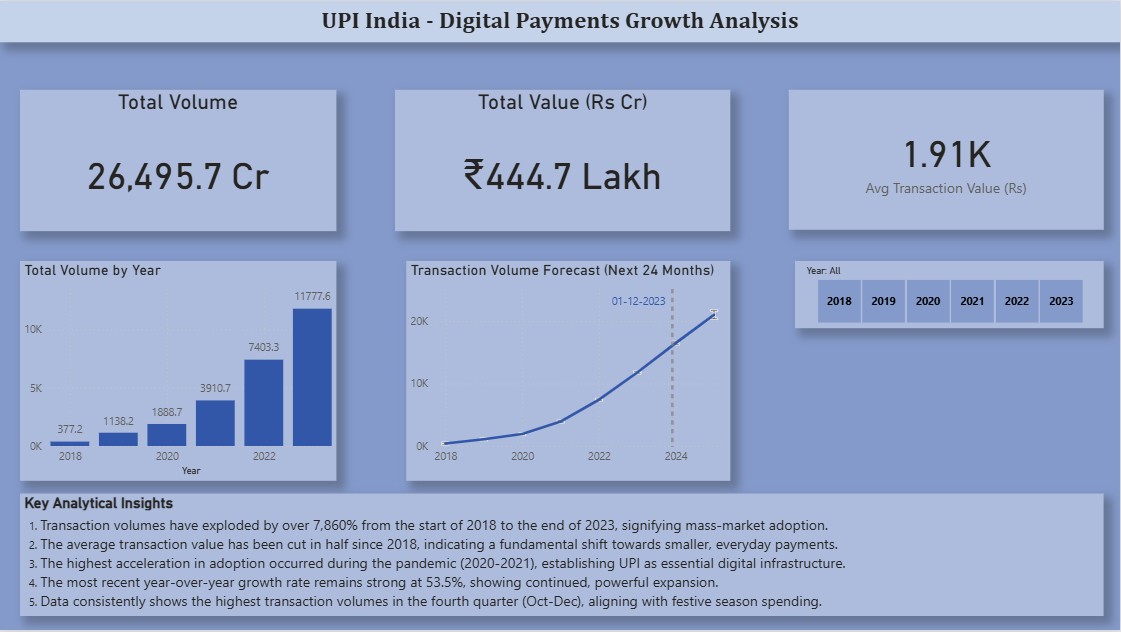 UPI India - Digital Payments Growth Analysis
Total Volume
26,495.7 Cr
Total Value (Rs Cr)
₹444.7 Lakh
1.91K
Avg Transaction Value (Rs)
Total Volume by Year
10K
5K
0K
377.2
1138.2
1888.7
3910.7
7403.3
11777.6
2018
2020
2022
Year
Transaction Volume Forecast (Next 24 Months)
01-12-2023
20K
10K
0K
2018
2020
2022
2024
Year: All
2018 2019 2020 2021 2022 2023
Key Analytical Insights
1. Transaction volumes have exploded by over 7,860% from the start of 2018 to the end of 2023, signifying mass-market adoption.
2. The average transaction value has been cut in half since 2018, indicating a fundamental shift towards smaller, everyday payments.
3. The highest acceleration in adoption occurred during the pandemic (2020-2021), establishing UPI as essential digital infrastructure.
4. The most recent year-over-year growth rate remains strong at 53.5%, showing continued, powerful expansion.
5. Data consistently shows the highest transaction volumes in the fourth quarter (Oct-Dec), aligning with festive season spending.